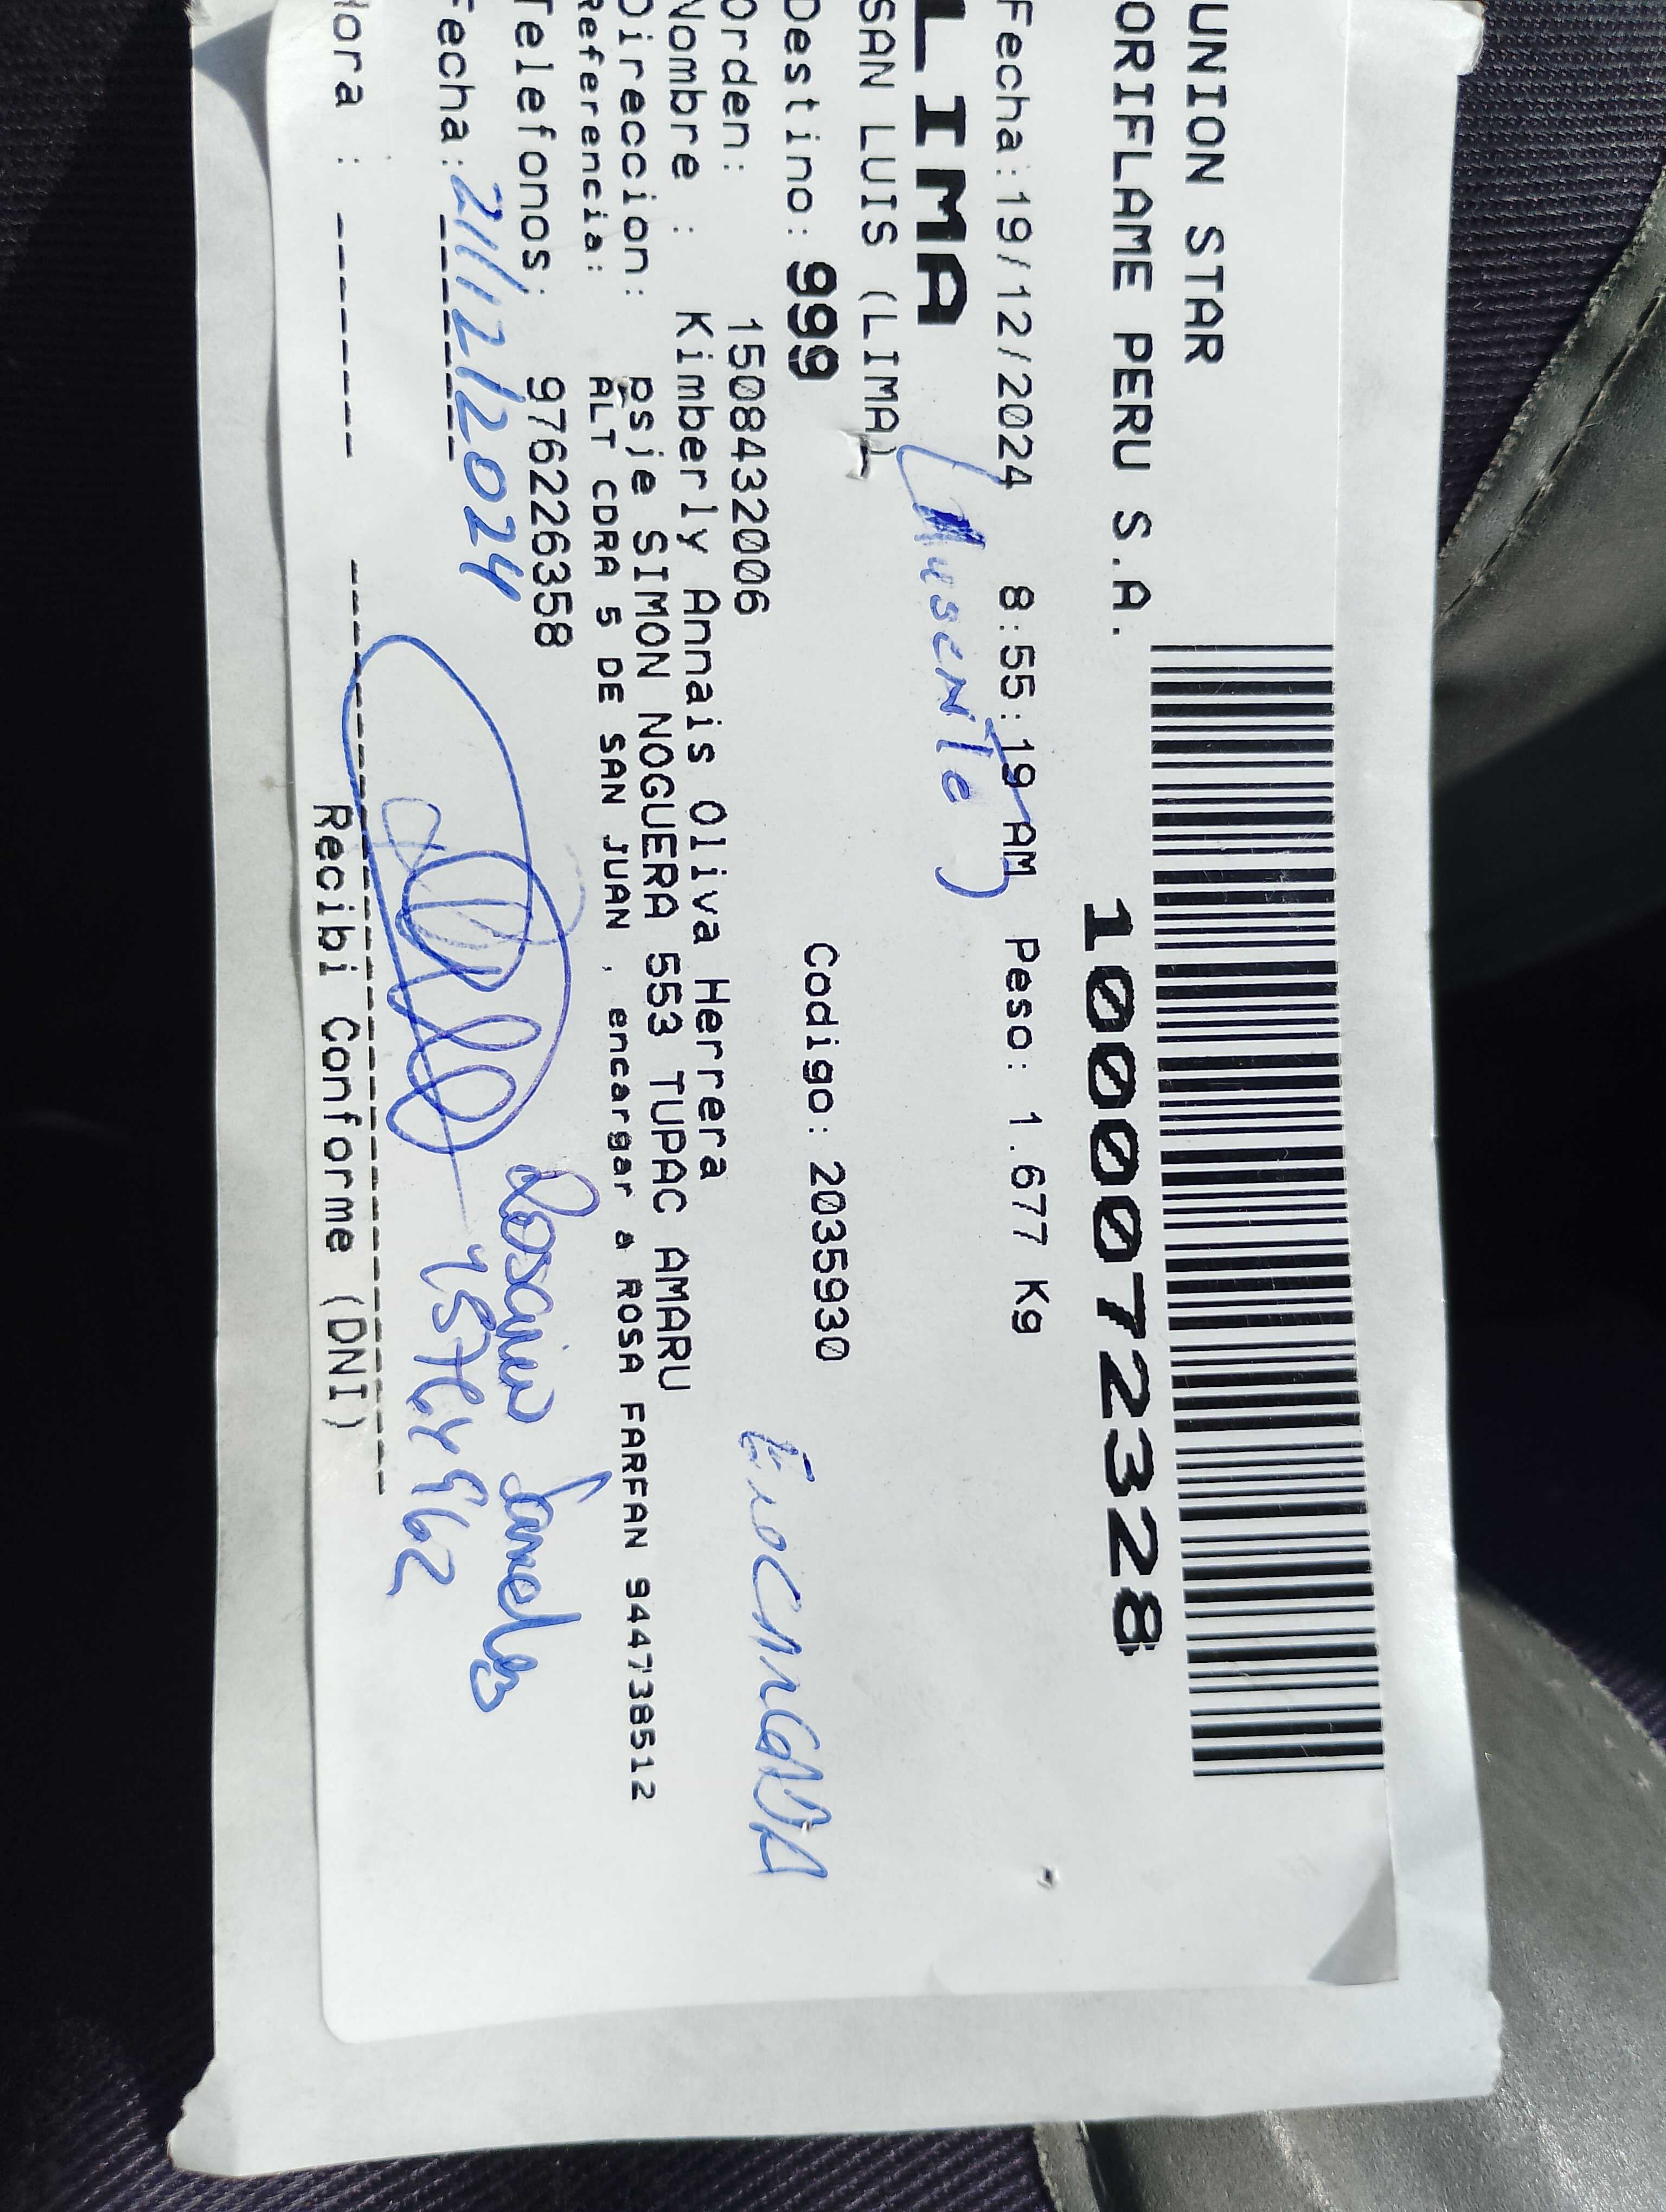 UNION STAR
ORIFLAME PERU S.A.
1000072328
Fecha:19/12/2024 8:55:19 AM Peso: 1.677 Kg
LIMA
(Ausente)
SAN LUIS (LIMA)
Destino: 999 Codigo: 2035930
Orden: 1508432006
Nombre : Kimberly Annais Oliva Herrera
Direccion: psje SIMON NOGUERA 553 TUPAC AMARU
Referencia: ALT CDRA 5 DE SAN JUAN , encargar a ROSA FARFAN 944738512
Telefonos: 976226358
Fecha: 21/12/2024
Rosario
Hora : -------
Recibi Conforme (DNI)